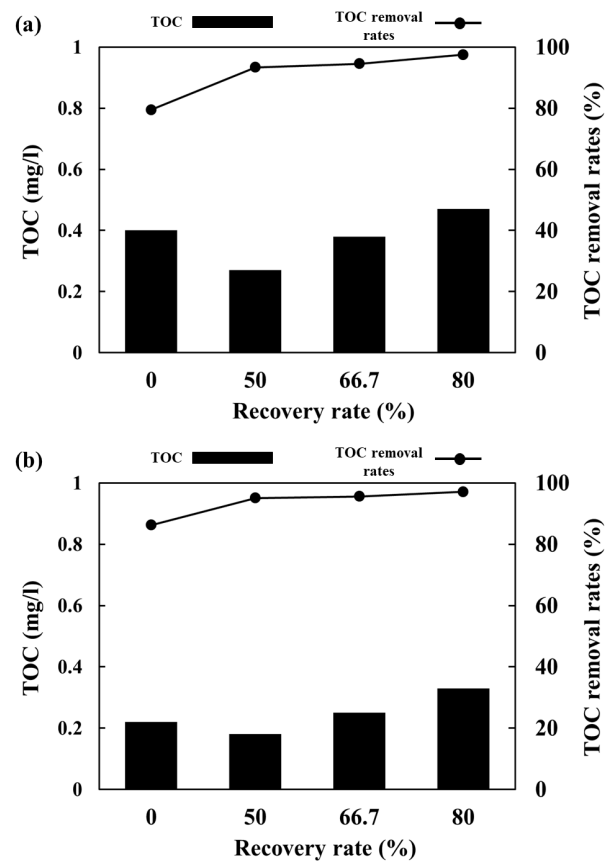 (a)
TOC
TOC removal
rates
1
0.8
0.6
0.4
0.2
0
TOC (mg/l)
100
80
60
40
20
0
TOC removal rates (%)
0 50 66.7 80
Recovery rate (%)
(b)
TOC
TOC removal
rates
1
0.8
0.6
0.4
0.2
0
TOC (mg/l)
100
80
60
40
20
0
TOC removal rates (%)
0 50 66.7 80
Recovery rate (%)